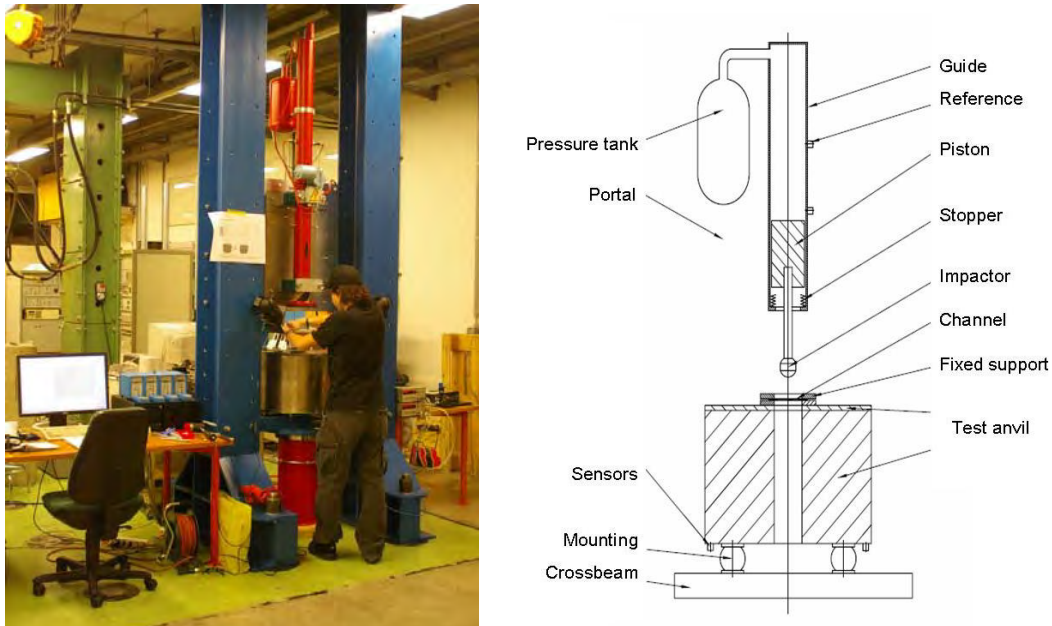 Guide
Reference
Pressure tank
Piston
Portal
Stopper
Impactor
Channel
Fixed support
Test anvil
Sensors
Mounting
Crossbeam